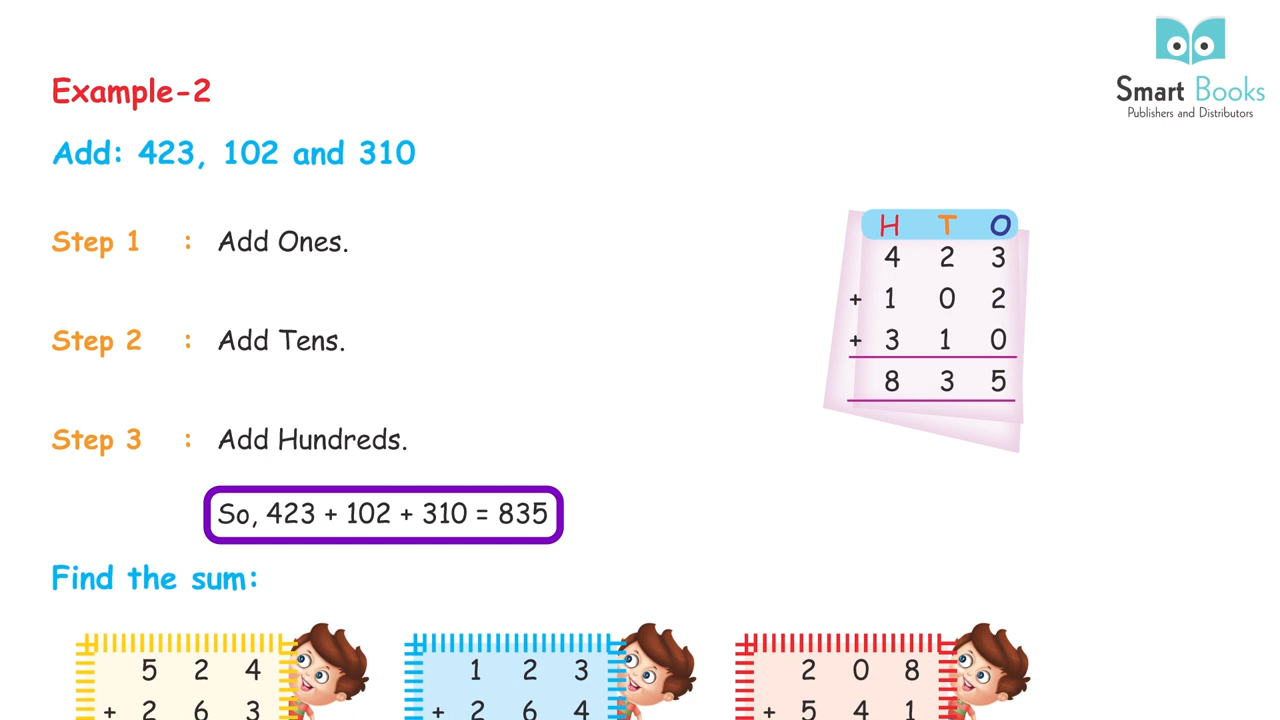 Smart Books
Publishers and Distributors
Example-2
Add: 423, 102 and 310
Step 1 : Add Ones.
Step 2 : Add Tens.
Step 3 : Add Hundreds.
So, 423 + 102 + 310 = 835
H T O
4 2 3
+ 1 0 2
+ 3 1 0
8 3 5
Find the sum:
5 2 4
+ 2 6 3
1 2 3
+ 2 6 4
2 0 8
+ 5 4 1